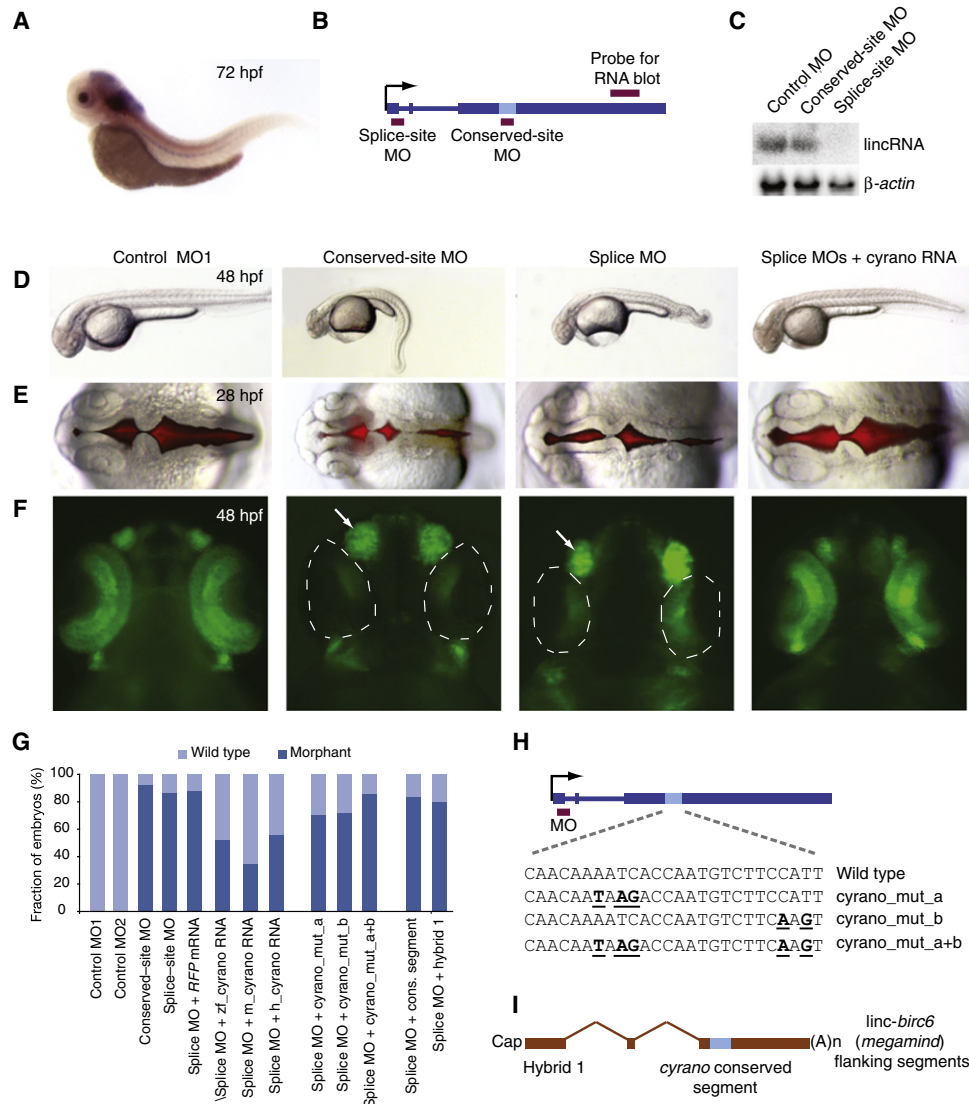 A
72 hpf
B
Probe for
RNA blot
Splice-site
MO
Conserved-site
MO
C
Control MO
Conserved-site MO
Splice-site MO
lincRNA
β-actin
Control MO1
Conserved-site MO
Splice MO
Splice MOs + cyrano RNA
D
48 hpf
E
28 hpf
F
48 hpf
G
Wild type
Morphant
Fraction of embryos (%)
100
80
60
40
20
0
Control MO1
Control MO2
Conserved–site MO
Splice–site MO
Splice MO + RFP mRNA
\Splice MO + zf_cyrano RNA
Splice MO + m_cyrano RNA
Splice MO + h_cyrano RNA
Splice MO + cyrano_mut_a
Splice MO + cyrano_mut_b
Splice MO + cyrano_mut_a+b
Splice MO + cons. segment
Splice MO + hybrid 1
H
MO
CAACAAAATCACCAATGTCTTCCATT Wild type
CAACAATAAGACCAATGTCTTCCATT cyrano_mut_a
CAACAAAATCACCAATGTCTTCAAGT cyrano_mut_b
CAACAATAAGACCAATGTCTTCAAGT cyrano_mut_a+b
I
Cap
(A)n
Hybrid 1
cyrano conserved
segment
linc-birc6
(megamind)
flanking segments